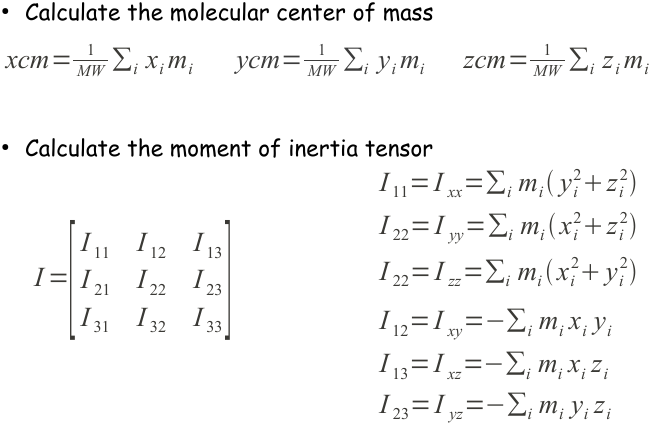 • Calculate the molecular center of mass
xcm=1/MW ∑i xi mi    ycm=1/MW ∑i yi mi    zcm=1/MW ∑i zi mi
• Calculate the moment of inertia tensor
I11=Ixx=∑i mi(yi²+zi²)
I22=Iyy=∑i mi(xi²+zi²)
I22=Izz=∑i mi(xi²+yi²)
I12=Ixy=−∑i mi xi yi
I13=Ixz=−∑i mi xi zi
I23=Iyz=−∑i mi yi zi
I=
[I11 I12 I13
I21 I22 I23
I31 I32 I33]